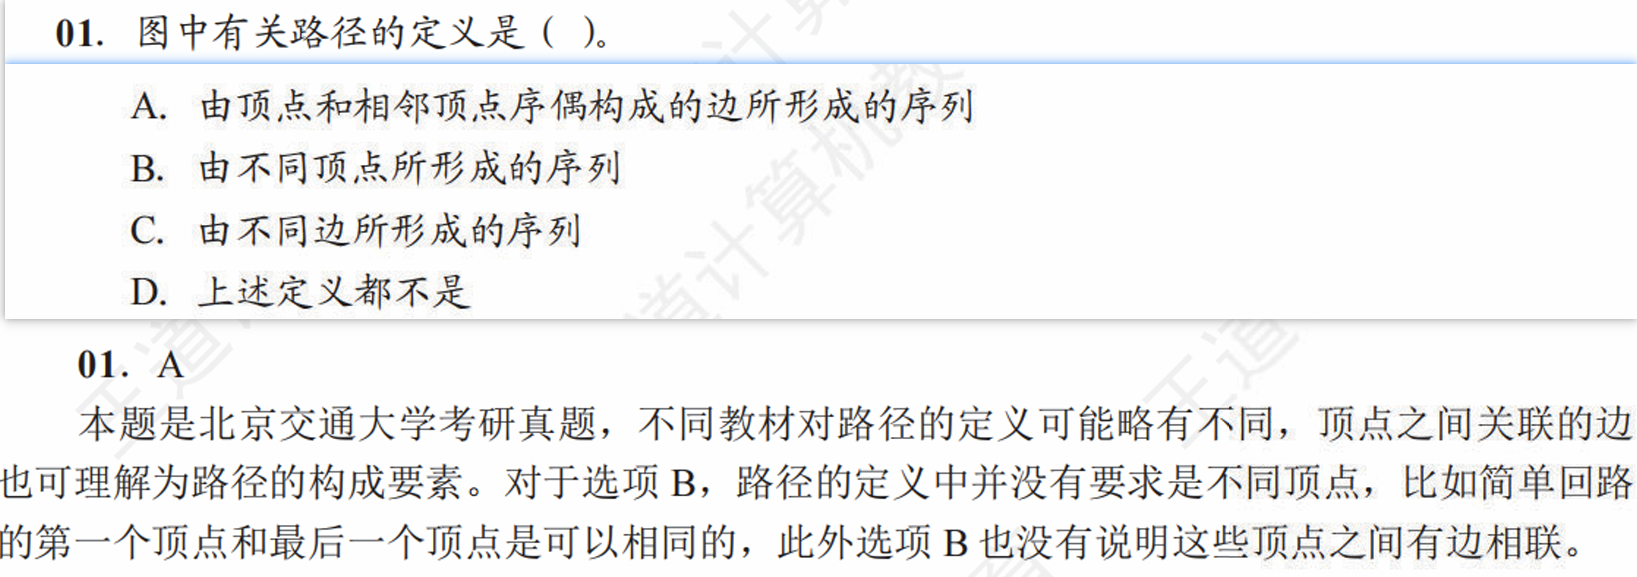 01. 图中有关路径的定义是（ ）。
A. 由顶点和相邻顶点序偶构成的边所形成的序列
B. 由不同顶点所形成的序列
C. 由不同边所形成的序列
D. 上述定义都不是
01. A
本题是北京交通大学考研真题，不同教材对路径的定义可能略有不同，顶点之间关联的边
也可理解为路径的构成要素。对于选项 B，路径的定义中并没有要求是不同顶点，比如简单回路
的第一个顶点和最后一个顶点是可以相同的，此外选项 B 也没有说明这些顶点之间有边相联。